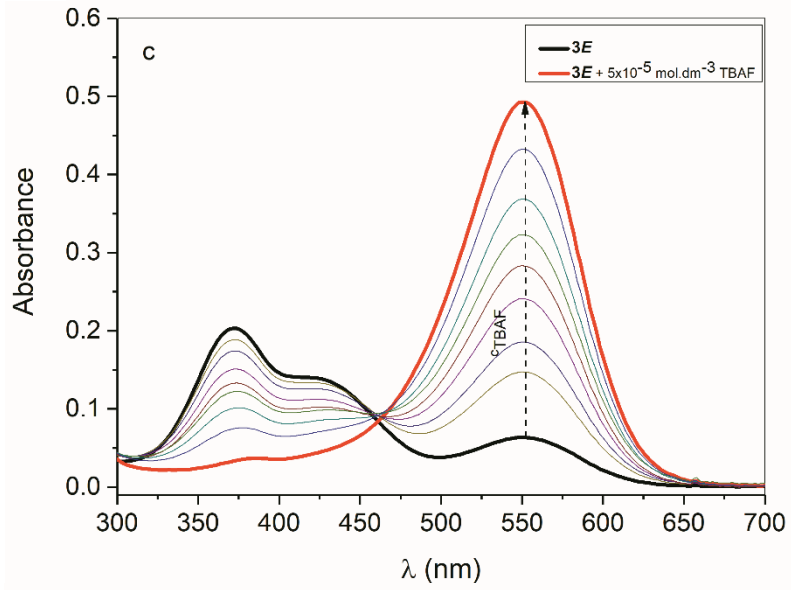 c
3E
3E + 5x10⁻⁵ mol.dm⁻³ TBAF
Absorbance
0.6
0.5
0.4
0.3
0.2
0.1
0.0
cTBAF
300 350 400 450 500 550 600 650 700
λ (nm)